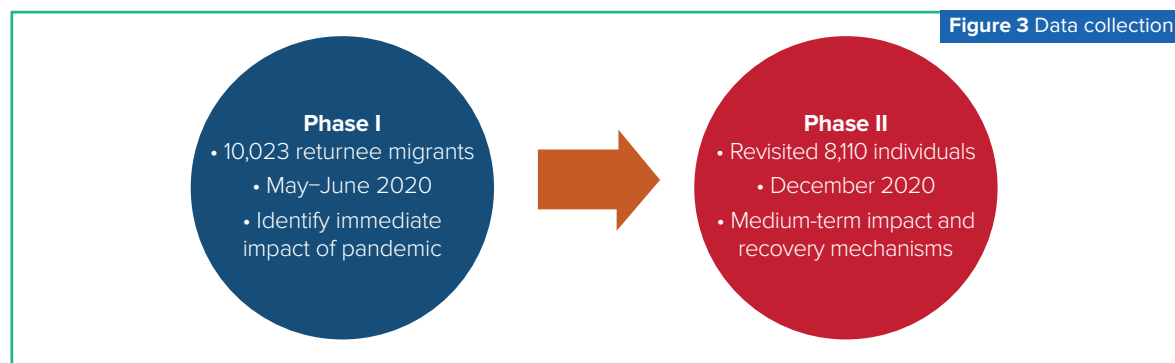 Figure 3 Data collection
Phase I
• 10,023 returnee migrants
• May–June 2020
• Identify immediate
impact of pandemic
Phase II
• Revisited 8,110 individuals
• December 2020
• Medium-term impact and
recovery mechanisms